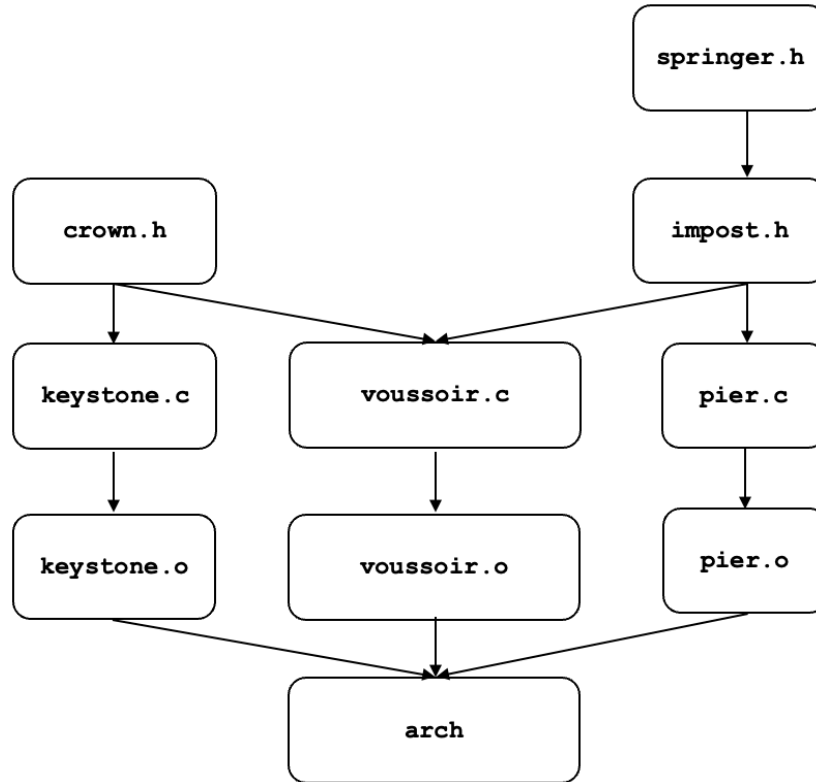 springer.h
crown.h
impost.h
keystone.c
voussoir.c
pier.c
keystone.o
voussoir.o
pier.o
arch